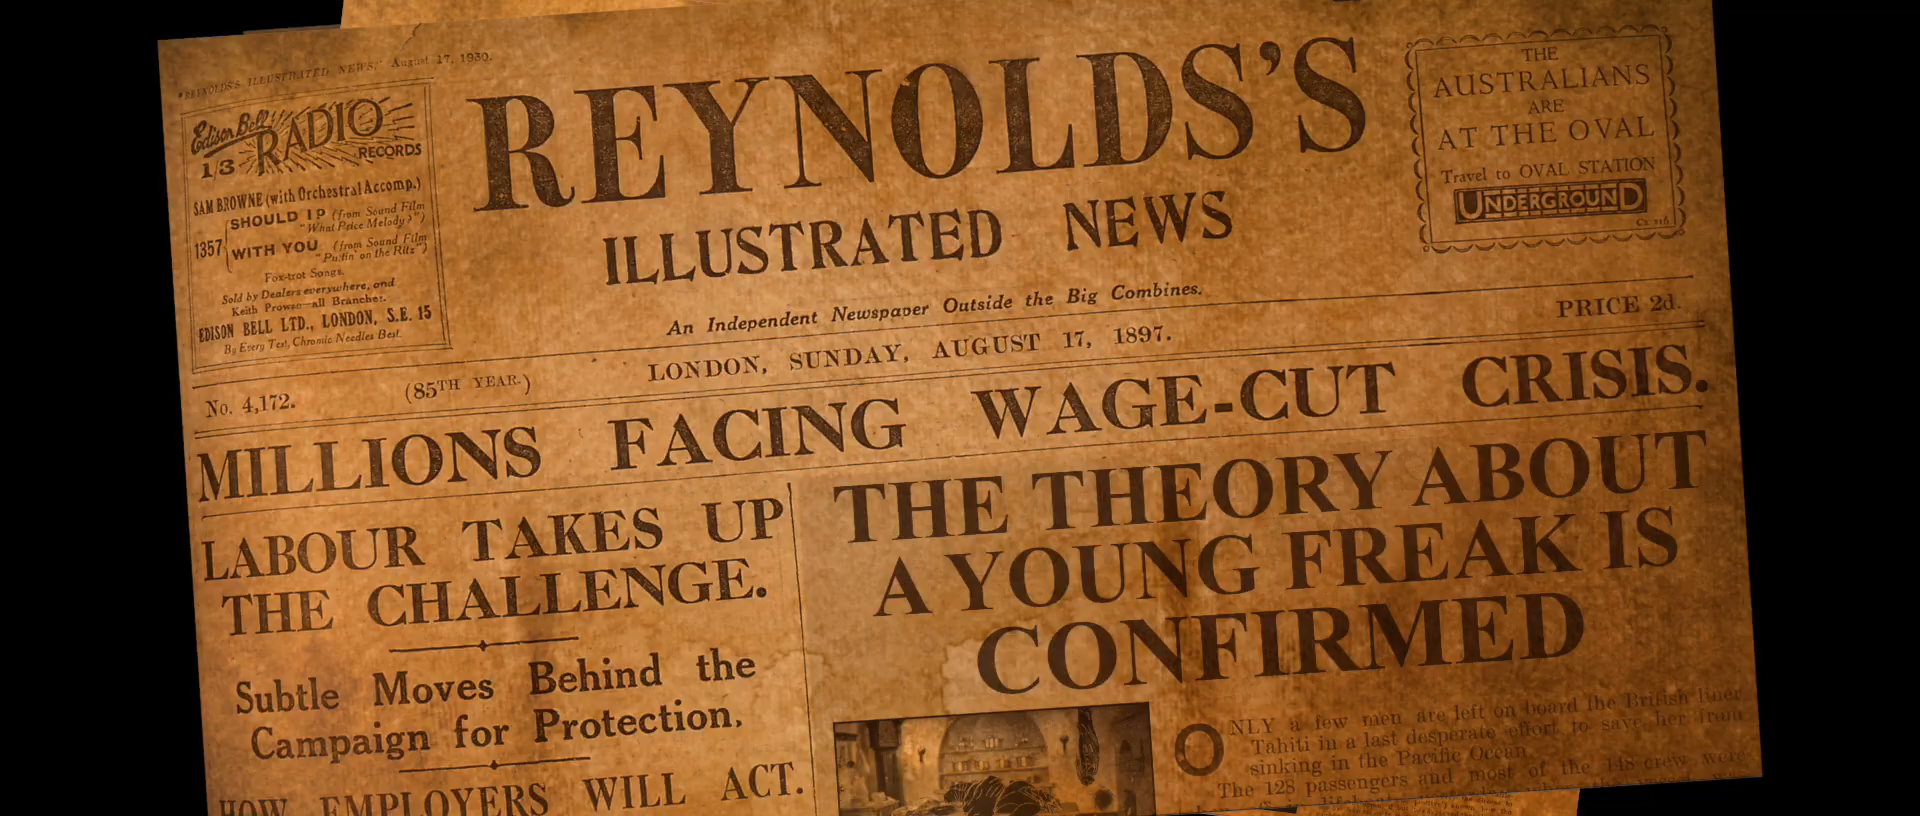 "REYNOLDS'S ILLUSTRATED NEWS." August 17, 1930.
Edison Bell
1/3 RADIO
RECORDS
SAM BROWNE (with Orchestral Accomp.)
SHOULD I? (from Sound Film
"What Price Melody?")
1357
WITH YOU (from Sound Film
"Puttin' on the Ritz")
Fox-trot Songs.
Sold by Dealers everywhere, and
Keith Prowse—all Branches.
EDISON BELL LTD., LONDON, S.E. 15
By Every Test, Chromic Needles Best.
REYNOLDS'S
ILLUSTRATED NEWS
An Independent Newspaper Outside the Big Combines.
THE
AUSTRALIANS
ARE
AT THE OVAL
Travel to OVAL STATION
UNDERGROUND
No. 4,172.
(85TH YEAR.)
LONDON, SUNDAY, AUGUST 17, 1897.
PRICE 2d.
MILLIONS FACING WAGE-CUT CRISIS.
LABOUR TAKES UP
THE CHALLENGE.
Subtle Moves Behind the
Campaign for Protection.
HOW EMPLOYERS WILL ACT.
THE THEORY ABOUT
A YOUNG FREAK IS
CONFIRMED
ONLY a few men are left on board the British liner
Tahiti in a last desperate effort to save her from
sinking in the Pacific Ocean.
The 128 passengers and most of the 148 crew were